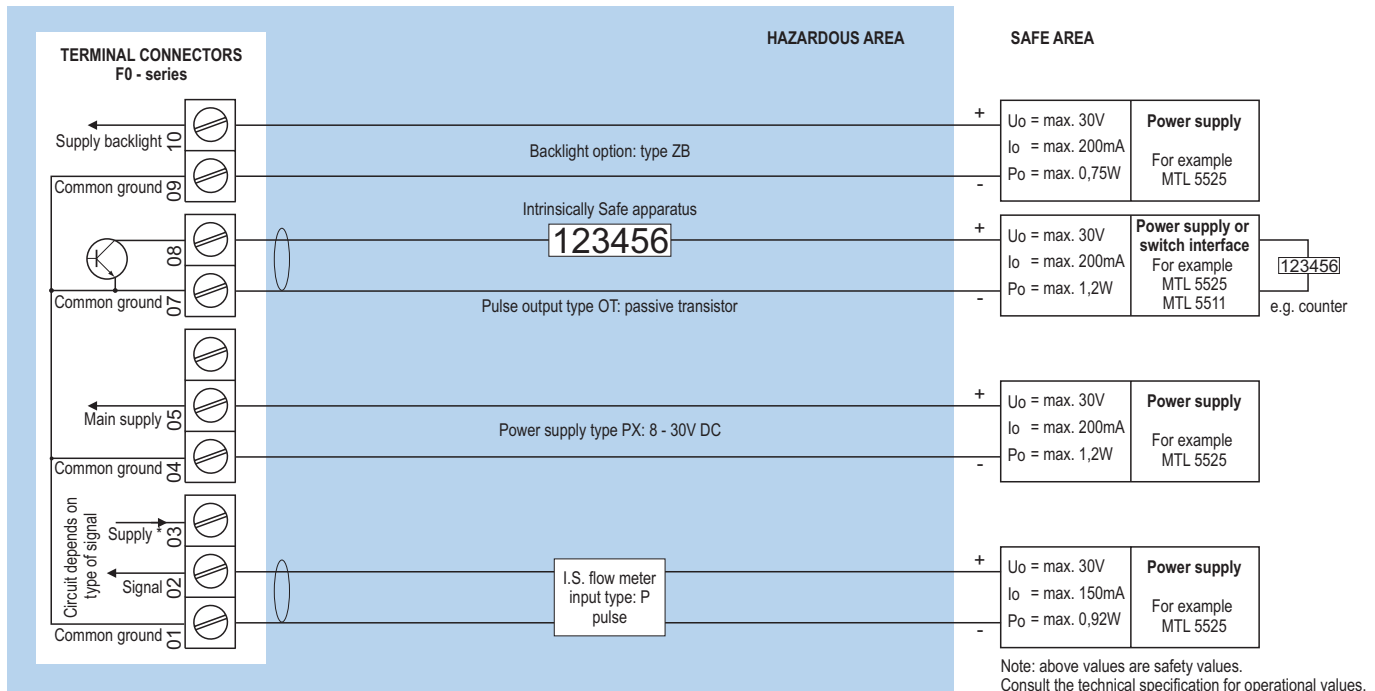 HAZARDOUS AREA
SAFE AREA
TERMINAL CONNECTORS
F0 - series
Supply backlight
10
Common ground
09
08
Common ground
07
Main supply
05
Common ground
04
Circuit depends on
type of signal
Supply *
03
Signal
02
Common ground
01
Backlight option: type ZB
Intrinsically Safe apparatus
123456
Pulse output type OT: passive transistor
Power supply type PX: 8 - 30V DC
I.S. flow meter
input type: P
pulse
+
-
Uo = max. 30V
Io = max. 200mA
Po = max. 0,75W
Power supply
For example
MTL 5525
+
-
Uo = max. 30V
Io = max. 200mA
Po = max. 1,2W
Power supply or
switch interface
For example
MTL 5525
MTL 5511
123456
e.g. counter
+
-
Uo = max. 30V
Io = max. 200mA
Po = max. 1,2W
Power supply
For example
MTL 5525
+
-
Uo = max. 30V
Io = max. 150mA
Po = max. 0,92W
Power supply
For example
MTL 5525
Note: above values are safety values.
Consult the technical specification for operational values.